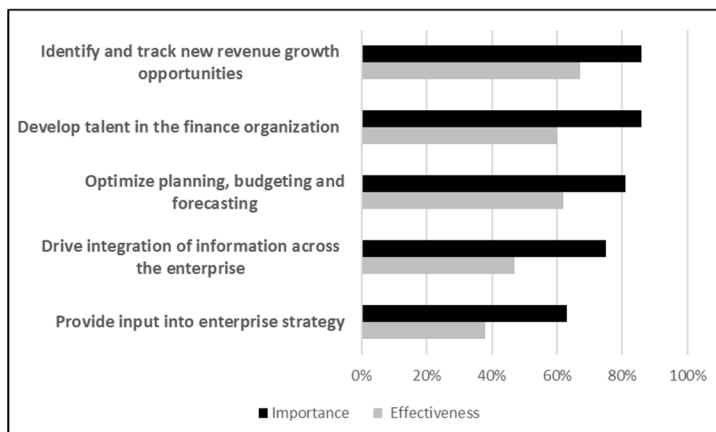 Identify and track new revenue growth
opportunities
Develop talent in the finance organization
Optimize planning, budgeting and
forecasting
Drive integration of information across
the enterprise
Provide input into enterprise strategy
0% 20% 40% 60% 80% 100%
Importance Effectiveness